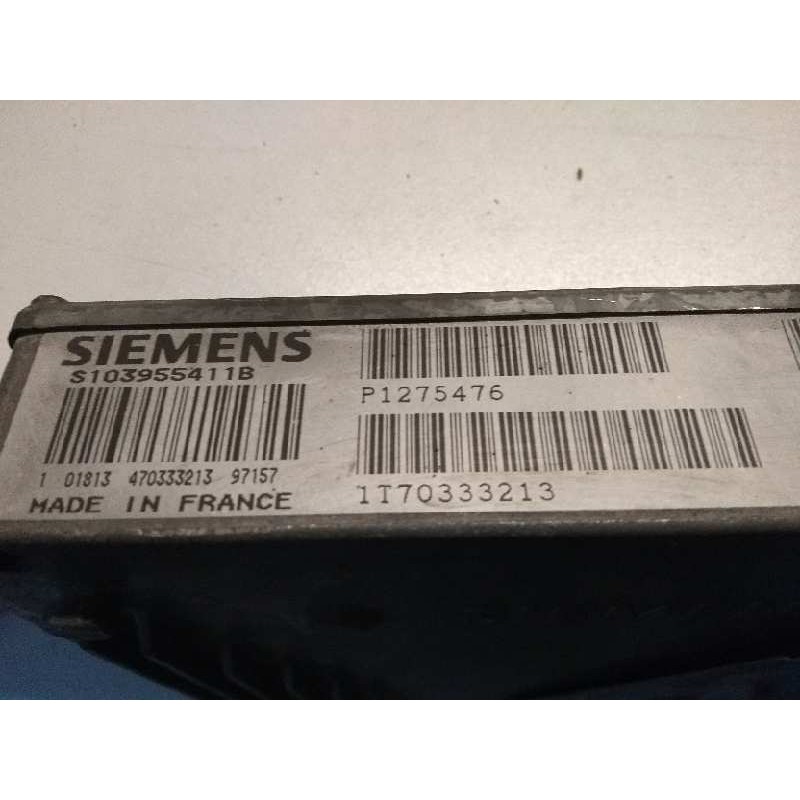 SIEMENS
S103955411B
1 01813 470333213 97157
MADE IN FRANCE
P1275476
1T70333213